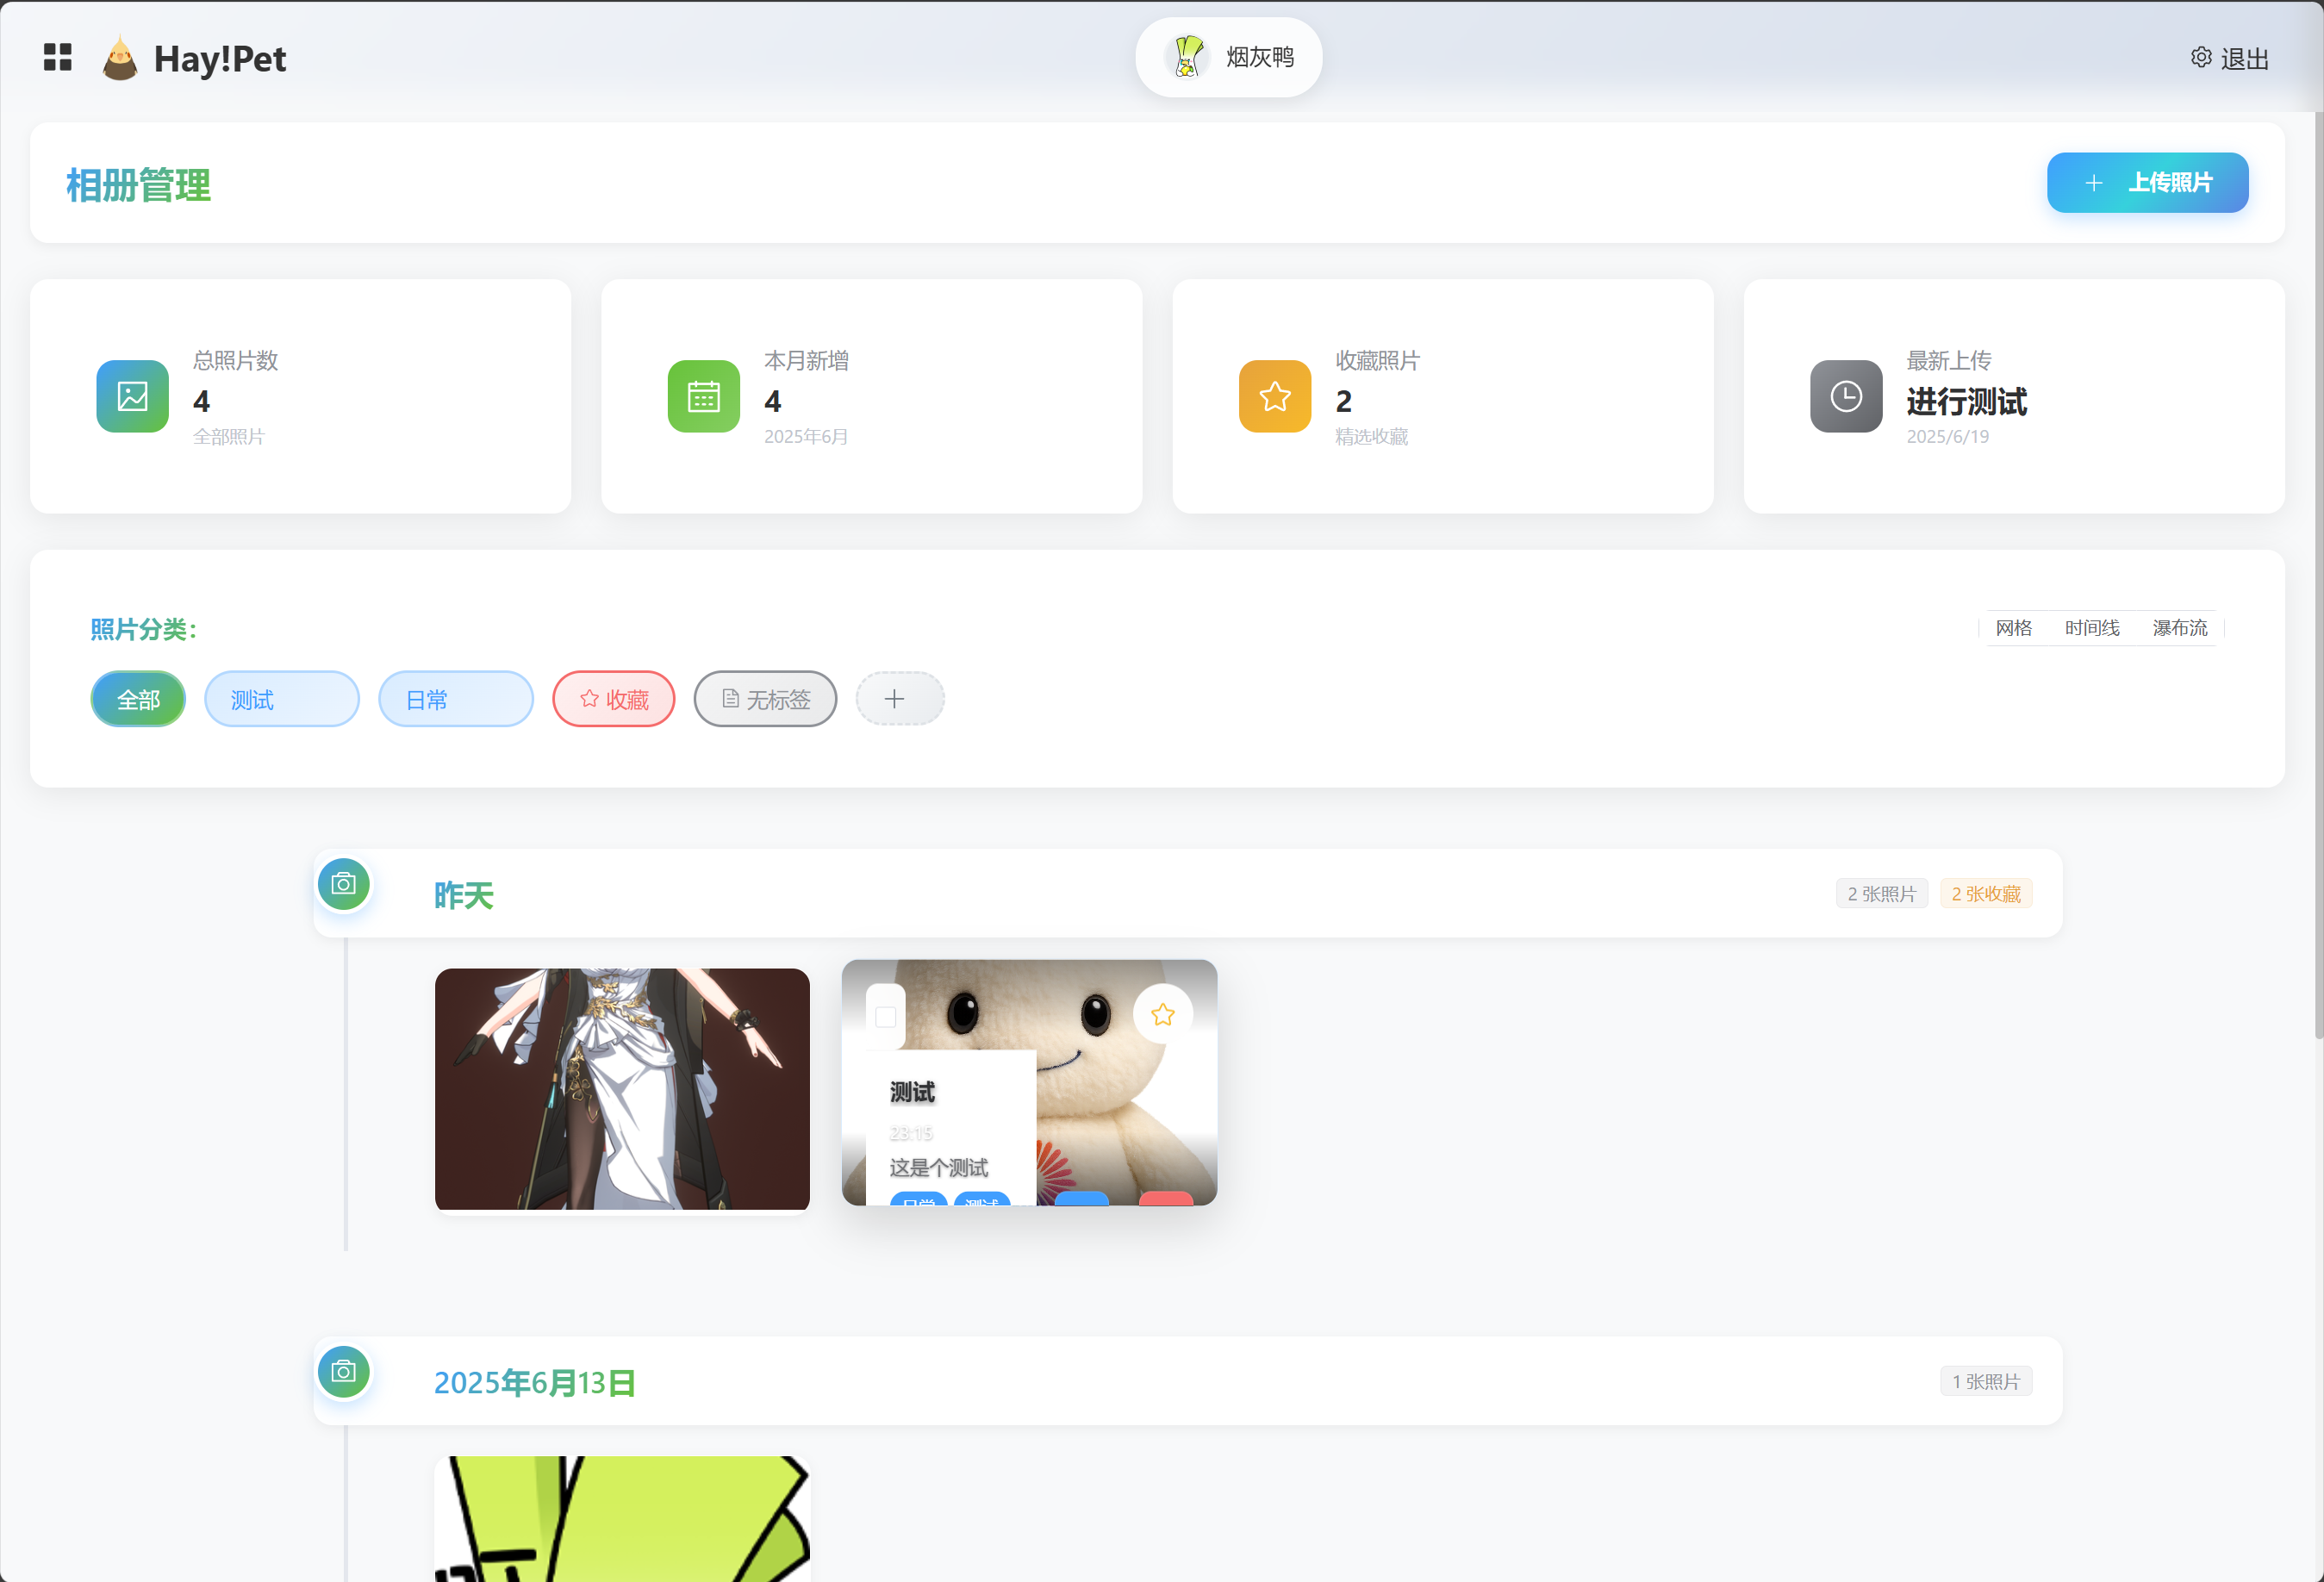 Hay!Pet
烟灰鸭
退出
相册管理
上传照片
总照片数
4
全部照片
本月新增
4
2025年6月
收藏照片
2
精选收藏
最新上传
进行测试
2025/6/19
照片分类：
网格 时间线 瀑布流
全部 测试 日常 收藏 无标签
昨天
2 张照片 2 张收藏
测试
23:15
这是个测试
日常 测试
2025年6月13日
1 张照片